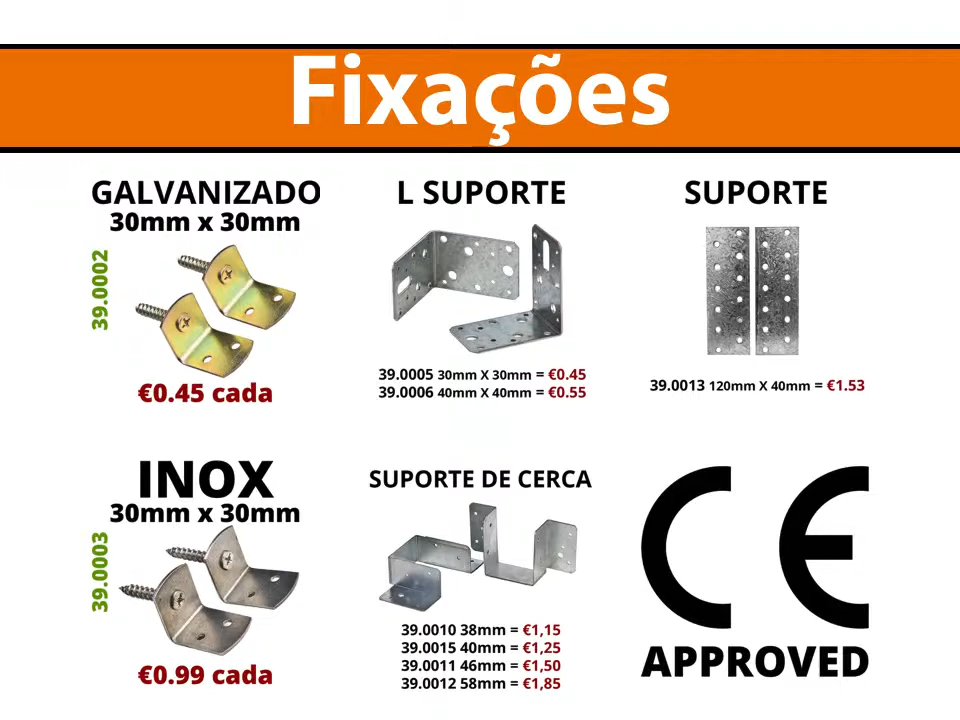 Fixações
GALVANIZADO
30mm x 30mm
39.0002
€0.45 cada
L SUPORTE
39.0005 30mm X 30mm = €0.45
39.0006 40mm X 40mm = €0.55
SUPORTE
39.0013 120mm X 40mm = €1.53
INOX
30mm x 30mm
39.0003
€0.99 cada
SUPORTE DE CERCA
39.0010 38mm = €1,15
39.0015 40mm = €1,25
39.0011 46mm = €1,50
39.0012 58mm = €1,85
CE
APPROVED